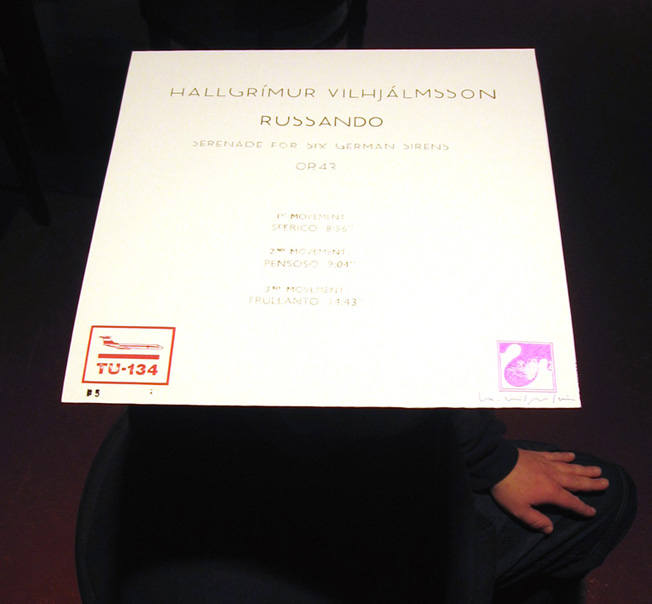 HALLGRÍMUR VILHJÁLMSSON
RUSSANDO
SERENADE FOR SIX GERMAN SIRENS
OP.43
1ST MOVEMENT:
SFERICO 8:56"
2ND MOVEMENT:
PENSOSO 9:04"
3RD MOVEMENT:
FRULLANTO 14:43"
TU-134